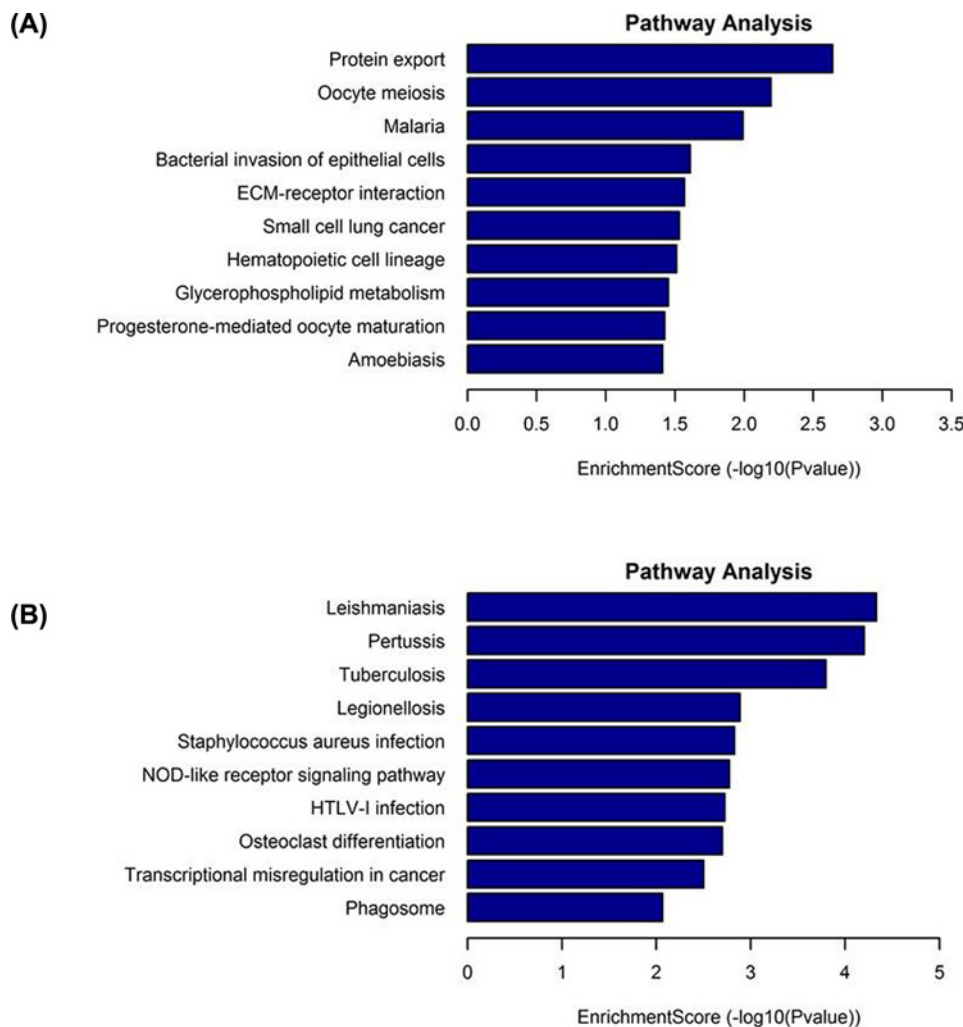 (A)
Pathway Analysis
Protein export
Oocyte meiosis
Malaria
Bacterial invasion of epithelial cells
ECM-receptor interaction
Small cell lung cancer
Hematopoietic cell lineage
Glycerophospholipid metabolism
Progesterone-mediated oocyte maturation
Amoebiasis
0.0 0.5 1.0 1.5 2.0 2.5 3.0 3.5
EnrichmentScore (-log10(Pvalue))
(B)
Pathway Analysis
Leishmaniasis
Pertussis
Tuberculosis
Legionellosis
Staphylococcus aureus infection
NOD-like receptor signaling pathway
HTLV-I infection
Osteoclast differentiation
Transcriptional misregulation in cancer
Phagosome
0 1 2 3 4 5
EnrichmentScore (-log10(Pvalue))